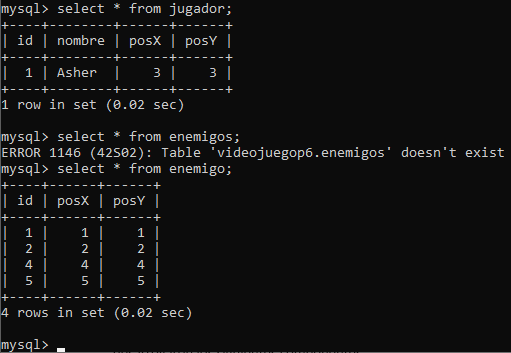 mysql> select * from jugador;
+----+--------+------+------+
| id | nombre | posX | posY |
+----+--------+------+------+
| 1 | Asher | 3 | 3 |
+----+--------+------+------+
1 row in set (0.02 sec)
mysql> select * from enemigos;
ERROR 1146 (42S02): Table 'videojuegop6.enemigos' doesn't exist
mysql> select * from enemigo;
+----+------+------+
| id | posX | posY |
+----+------+------+
| 1 | 1 | 1 |
| 2 | 2 | 2 |
| 4 | 4 | 4 |
| 5 | 5 | 5 |
+----+------+------+
4 rows in set (0.02 sec)
mysql>